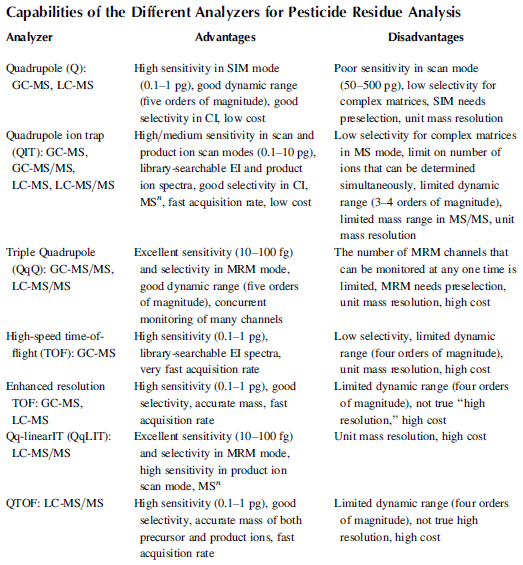 Capabilities of the Different Analyzers for Pesticide Residue Analysis
Analyzer Advantages Disadvantages
Quadrupole (Q): High sensitivity in SIM mode Poor sensitivity in scan mode
GC-MS, LC-MS (0.1–1 pg), good dynamic range (50–500 pg), low selectivity for
(five orders of magnitude), good complex matrices, SIM needs
selectivity in CI, low cost preselection, unit mass resolution
Quadrupole ion trap High/medium sensitivity in scan and Low selectivity for complex matrices
(QIT): GC-MS, product ion scan modes (0.1–10 pg), in MS mode, limit on number of
GC-MS/MS, library-searchable EI and product ions that can be determined
LC-MS, LC-MS/MS ion spectra, good selectivity in CI, simultaneously, limited dynamic
MSⁿ, fast acquisition rate, low cost range (3–4 orders of magnitude),
limited mass range in MS/MS, unit
mass resolution
Triple Quadrupole Excellent sensitivity (10–100 fg) The number of MRM channels that
(QqQ): GC-MS/MS, and selectivity in MRM mode, can be monitored at any one time is
LC-MS/MS good dynamic range (five orders limited, MRM needs preselection,
of magnitude), concurrent unit mass resolution, high cost
monitoring of many channels
High-speed time-of- High sensitivity (0.1–1 pg), Low selectivity, limited dynamic
flight (TOF): GC-MS library-searchable EI spectra, range (four orders of magnitude),
very fast acquisition rate unit mass resolution, high cost
Enhanced resolution High sensitivity (0.1–1 pg), good Limited dynamic range (four orders
TOF: GC-MS, selectivity, accurate mass, fast of magnitude), not true “high
LC-MS acquisition rate resolution,” high cost
Qq-linearIT (QqLIT): Excellent sensitivity (10–100 fg) Unit mass resolution, high cost
LC-MS/MS and selectivity in MRM mode,
high sensitivity in product ion
scan mode, MSⁿ
QTOF: LC-MS/MS High sensitivity (0.1–1 pg), good Limited dynamic range (four orders
selectivity, accurate mass of both of magnitude), not true high
precursor and product ions, fast resolution, high cost
acquisition rate